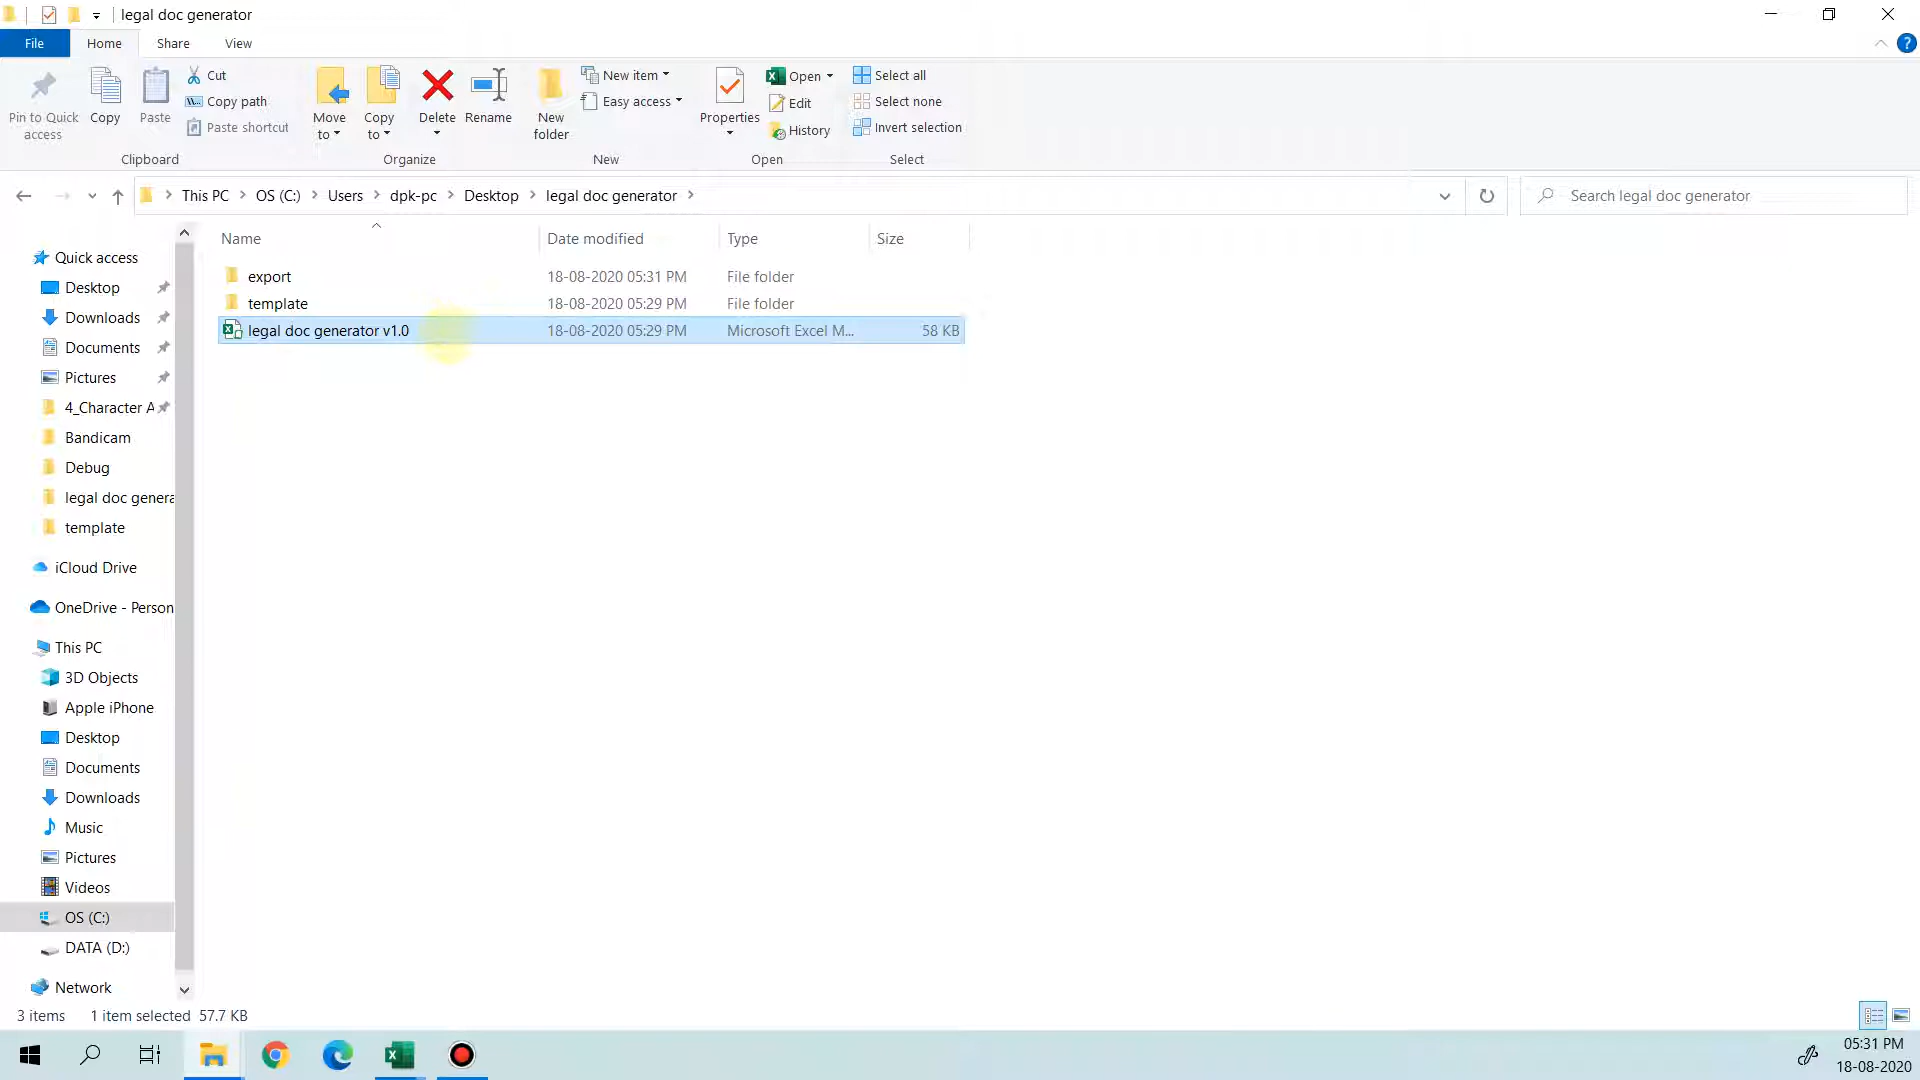 legal doc generator
File Home Share View
Pin to Quick access
Copy
Paste
Cut
Copy path
Paste shortcut
Clipboard
Move to
Copy to
Delete
Rename
Organize
New folder
New item
Easy access
New
Properties
Open
Edit
History
Open
Select all
Select none
Invert selection
Select
This PC > OS (C:) > Users > dpk-pc > Desktop > legal doc generator >
Search legal doc generator
Name Date modified Type Size
export 18-08-2020 05:31 PM File folder
template 18-08-2020 05:29 PM File folder
legal doc generator v1.0 18-08-2020 05:29 PM Microsoft Excel M... 58 KB
Quick access
Desktop
Downloads
Documents
Pictures
4_Character A
Bandicam
Debug
legal doc genera
template
iCloud Drive
OneDrive - Person
This PC
3D Objects
Apple iPhone
Desktop
Documents
Downloads
Music
Pictures
Videos
OS (C:)
DATA (D:)
Network
3 items 1 item selected 57.7 KB
05:31 PM
18-08-2020